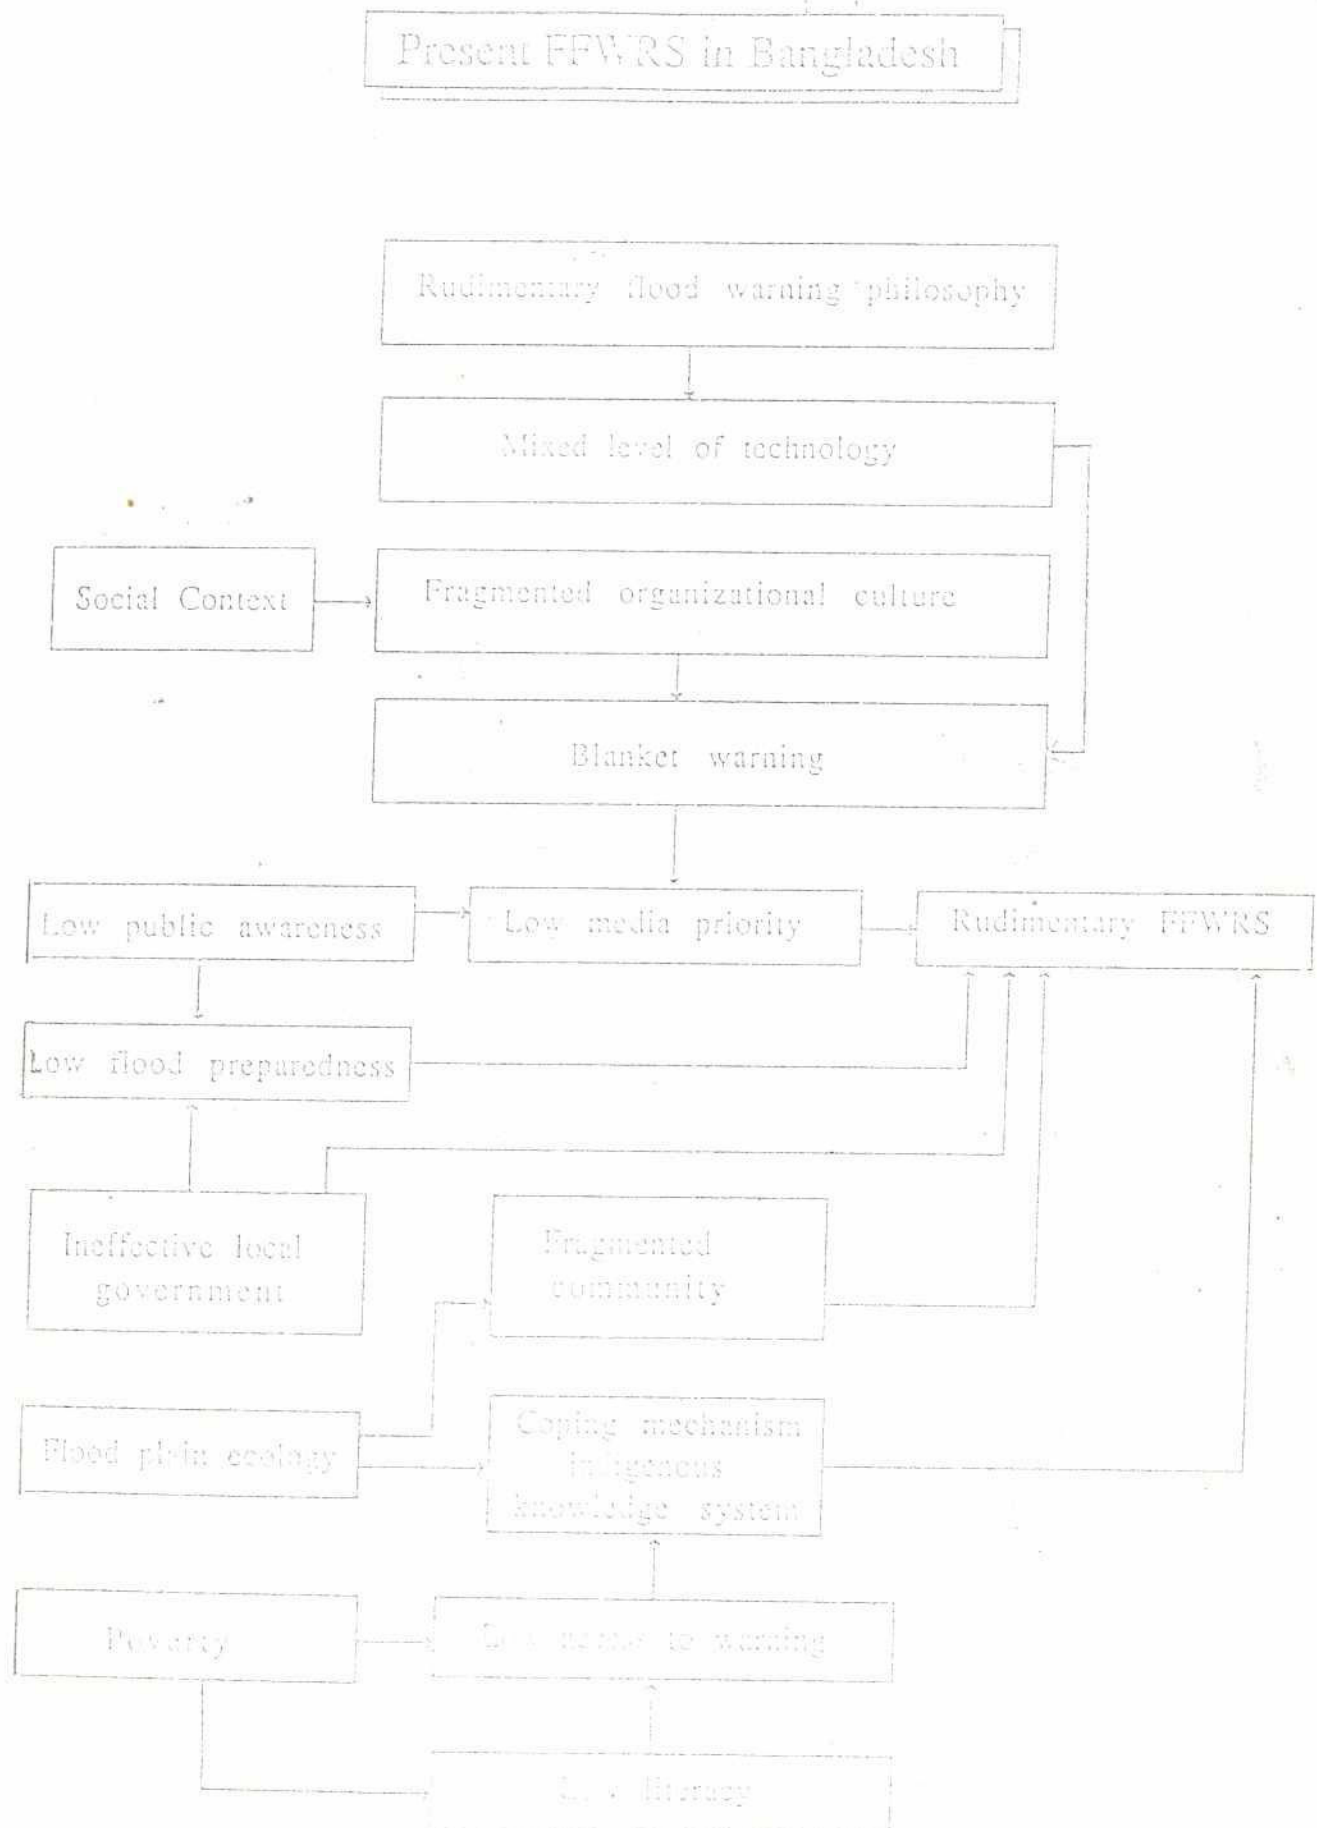 Present FFWRS in Bangladesh
Rudimentary flood warning philosophy
Mixed level of technology
Social Context
Fragmented organizational culture
Blanket warning
Low public awareness
Low media priority
Rudimentary FFWRS
Low flood preparedness
Ineffective local
government
Fragmented
community
Flood plain ecology
Coping mechanism
indigenous
knowledge system
Poverty
to warning
literacy